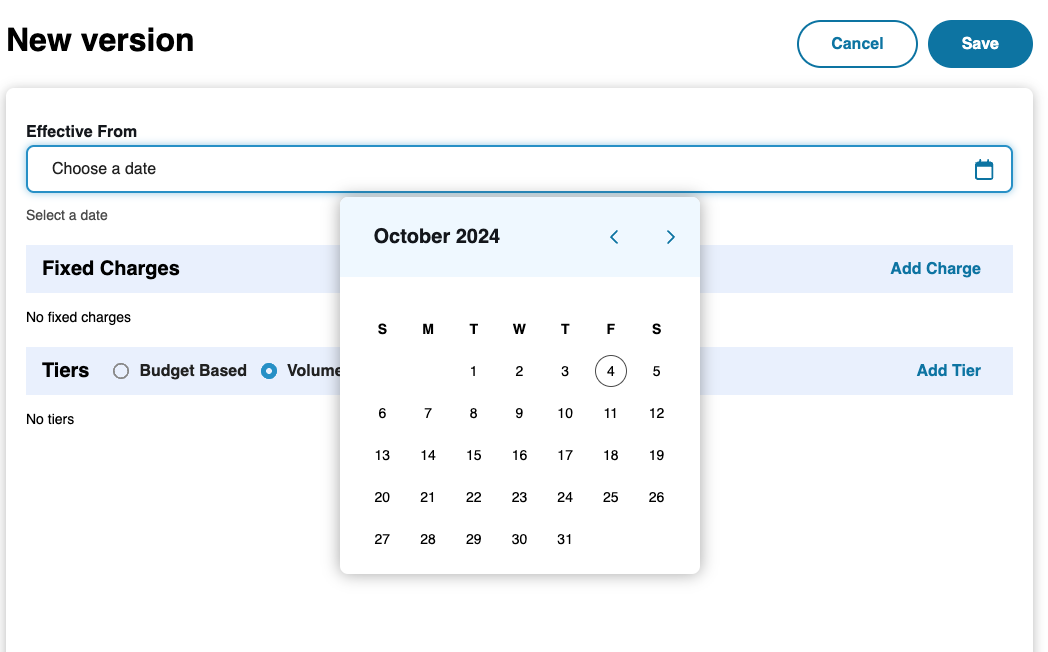 New version
Cancel
Save
Effective From
Choose a date
Select a date
October 2024
Fixed Charges
Add Charge
No fixed charges
S M T W T F S
Tiers Budget Based Volume
Add Tier
1 2 3 4 5
No tiers
6 7 8 9 10 11 12
13 14 15 16 17 18 19
20 21 22 23 24 25 26
27 28 29 30 31